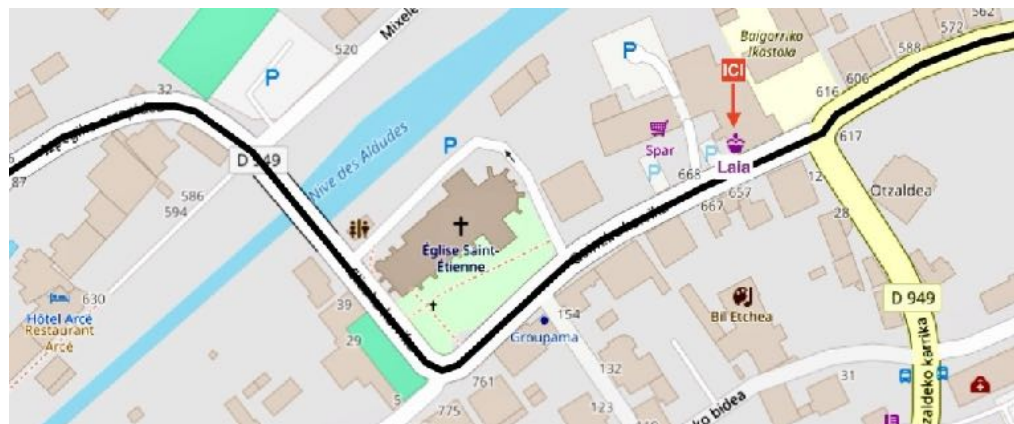 562
572
588
606
616
617
Baigorriko
Ikastola
P
ICI
520
P
32
Spar
P
P
Laia
668
657
667
12
28
Otzaldea
D 949
Nive des Aldudes
P
586
594
87
Église Saint-
Étienne
630
Hôtel Arcé
Restaurant
Arcé
39
29
5
154
Groupama
Bil Etchea
D 949
132
123
761
775
31